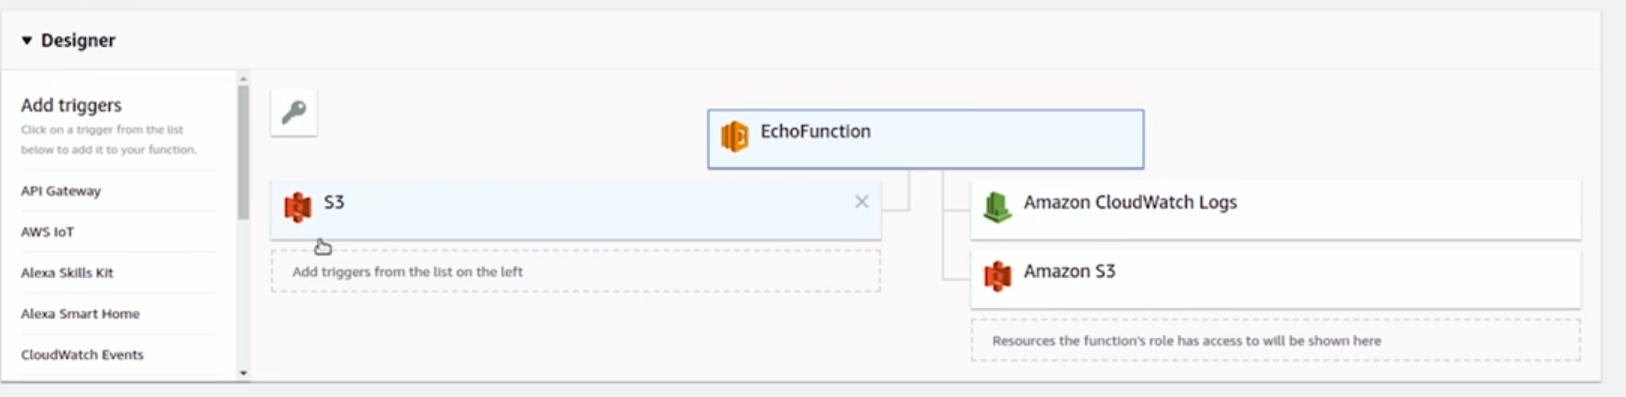 Designer
Add triggers
Click on a trigger from the list
below to add it to your function.
API Gateway
AWS IoT
Alexa Skills Kit
Alexa Smart Home
CloudWatch Events
EchoFunction
S3
Add triggers from the list on the left
Amazon CloudWatch Logs
Amazon S3
Resources the function's role has access to will be shown here